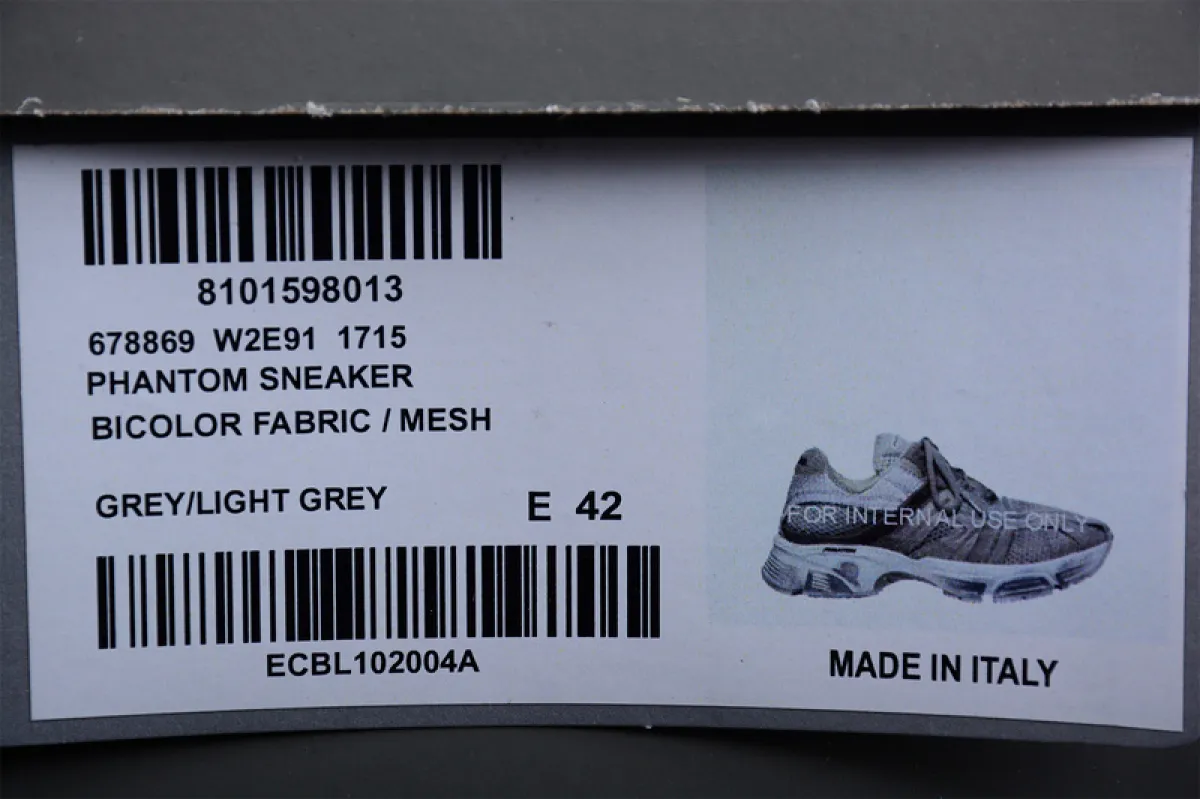 8101598013
678869 W2E91 1715
PHANTOM SNEAKER
BICOLOR FABRIC / MESH
GREY/LIGHT GREY E 42
ECBL102004A
FOR INTERNAL USE ONLY
MADE IN ITALY